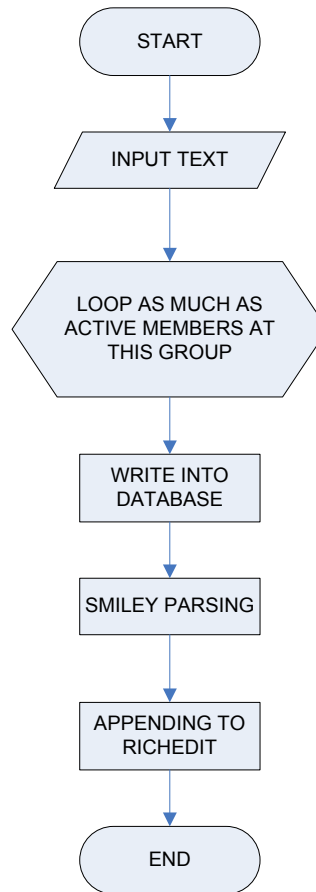 START
INPUT TEXT
LOOP AS MUCH AS
ACTIVE MEMBERS AT
THIS GROUP
WRITE INTO
DATABASE
SMILEY PARSING
APPENDING TO
RICHEDIT
END